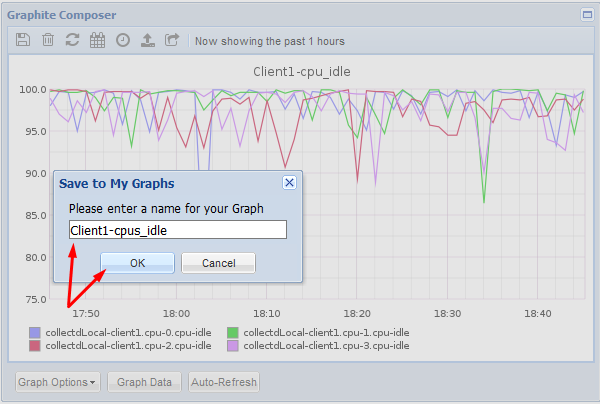 Graphite Composer
Now showing the past 1 hours
Client1-cpu_idle
100.0
95.0
90.0
85.0
80.0
75.0
Save to My Graphs
Please enter a name for your Graph
Client1-cpus_idle
OK Cancel
17:50 18:00 18:10 18:20 18:30 18:40
collectdLocal-client1.cpu-0.cpu-idle collectdLocal-client1.cpu-1.cpu-idle
collectdLocal-client1.cpu-2.cpu-idle collectdLocal-client1.cpu-3.cpu-idle
Graph Options Graph Data Auto-Refresh